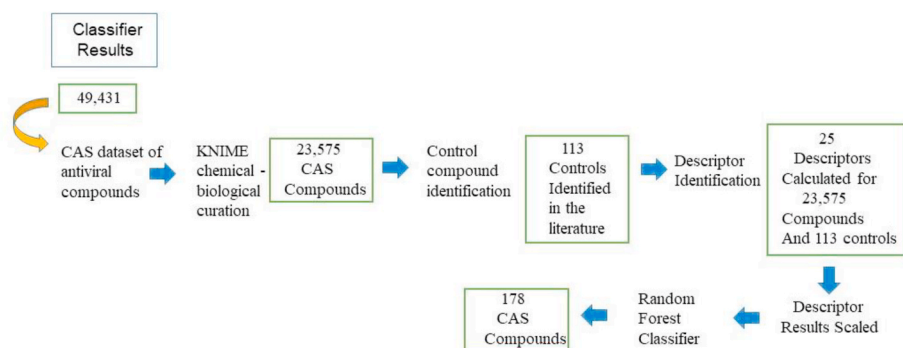 Classifier
Results
49,431
CAS dataset of
antiviral
compounds
KNIME
chemical -
biological
curation
23,575
CAS
Compounds
Control
compound
identification
113
Controls
Identified
in the
literature
Descriptor
Identification
25
Descriptors
Calculated for
23,575
Compounds
And 113 controls
Descriptor
Results Scaled
Random
Forest
Classifier
178
CAS
Compounds